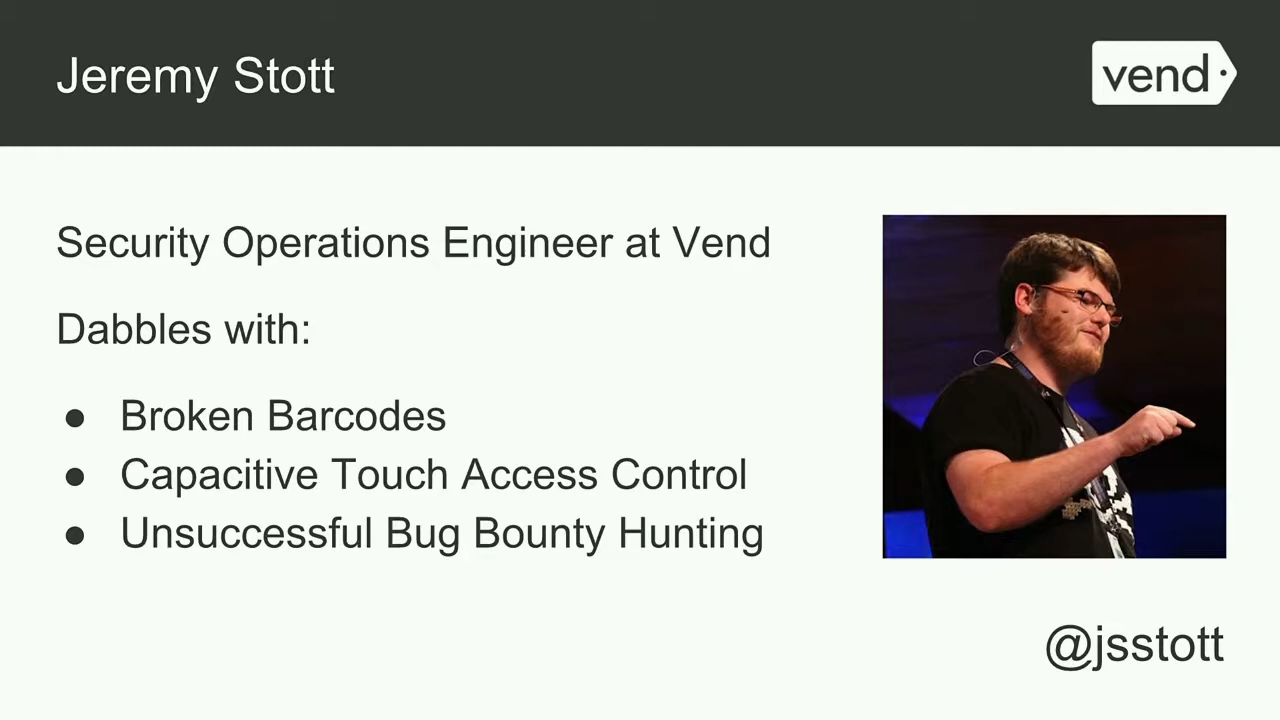 Jeremy Stott
vend
Security Operations Engineer at Vend
Dabbles with:
● Broken Barcodes
● Capacitive Touch Access Control
● Unsuccessful Bug Bounty Hunting
@jsstott